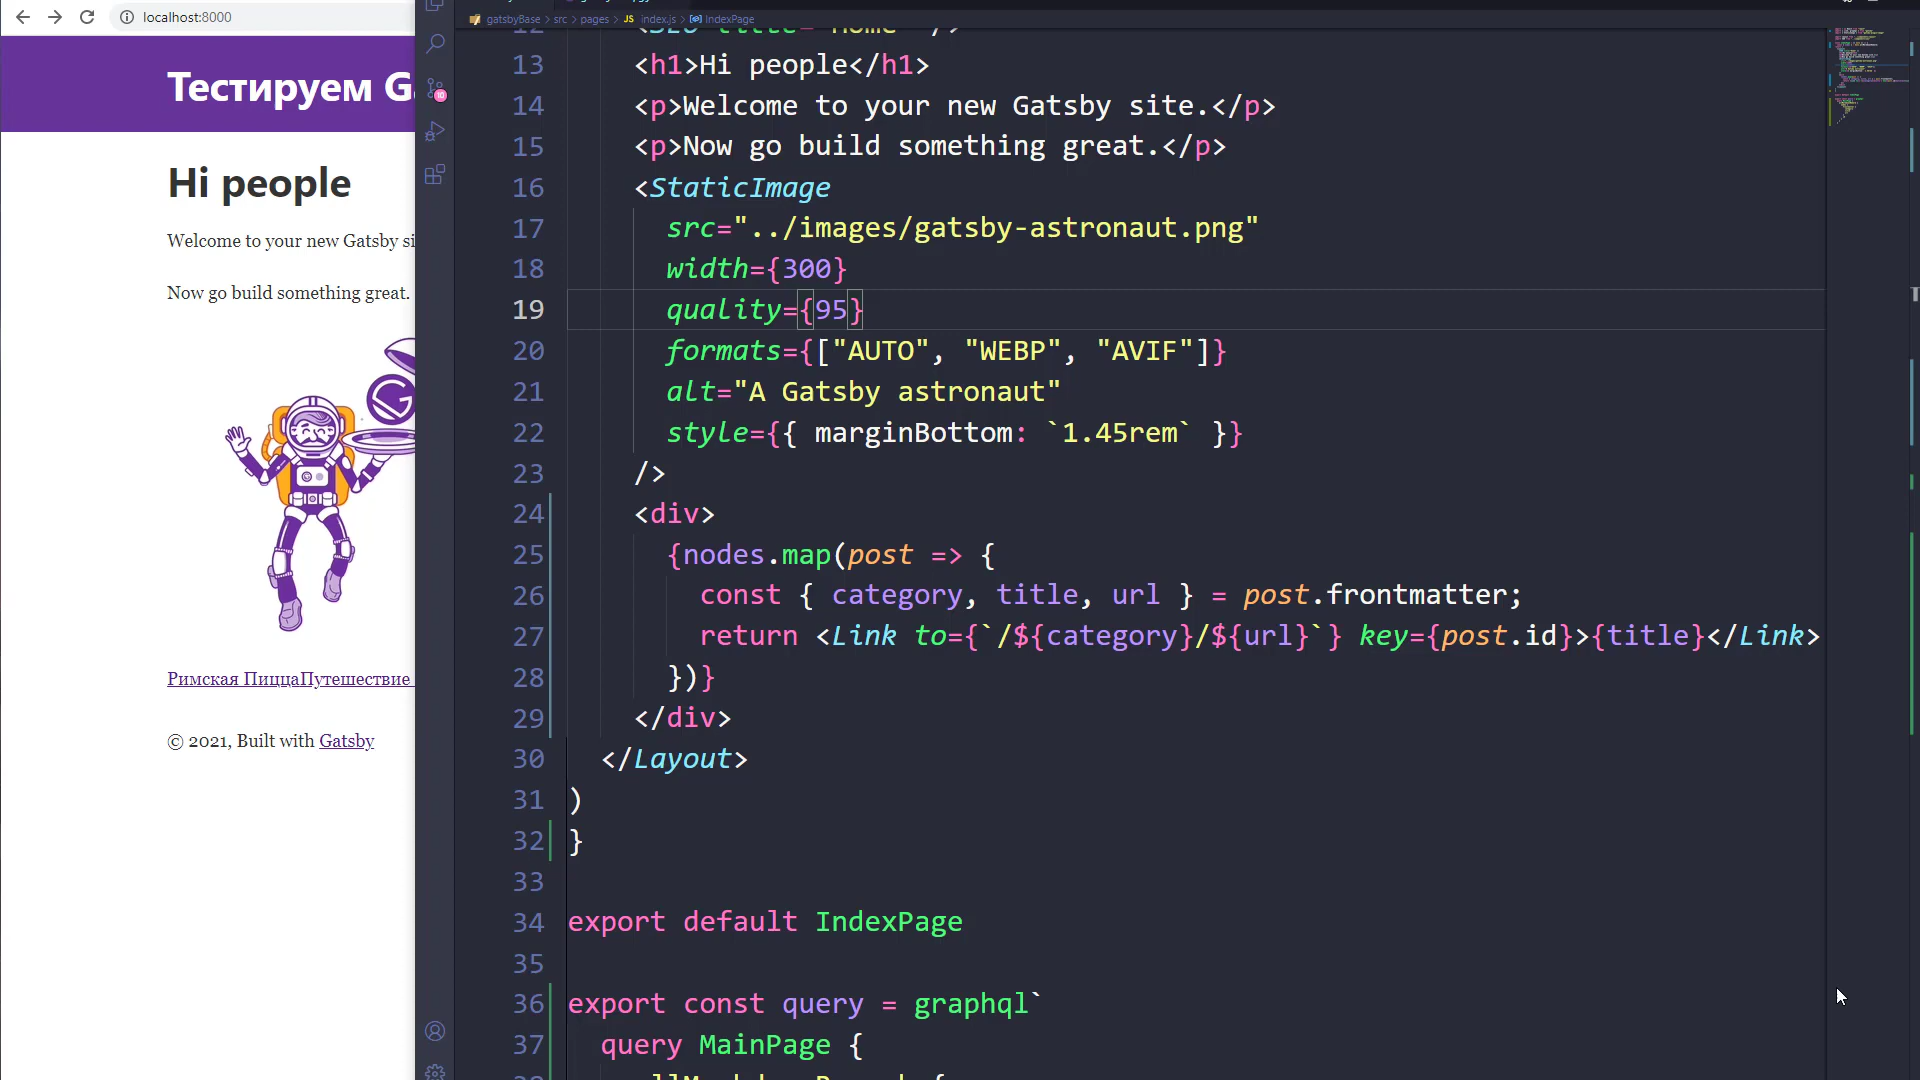 localhost:8000
Тестируем G
Hi people
Welcome to your new Gatsby si
Now go build something great.
Римская ПиццаПутешествие
© 2021, Built with Gatsby
gatsbyBase > src > pages > JS index.js > IndexPage
13 <h1>Hi people</h1>
14 <p>Welcome to your new Gatsby site.</p>
15 <p>Now go build something great.</p>
16 <StaticImage
17 src="../images/gatsby-astronaut.png"
18 width={300}
19 quality={95}
20 formats={["AUTO", "WEBP", "AVIF"]}
21 alt="A Gatsby astronaut"
22 style={{ marginBottom: `1.45rem` }}
23 />
24 <div>
25 {nodes.map(post => {
26 const { category, title, url } = post.frontmatter;
27 return <Link to={`/${category}/${url}`} key={post.id}>{title}</Link>
28 })}
29 </div>
30 </Layout>
31 )
32 }
33
34 export default IndexPage
35
36 export const query = graphql`
37 query MainPage {